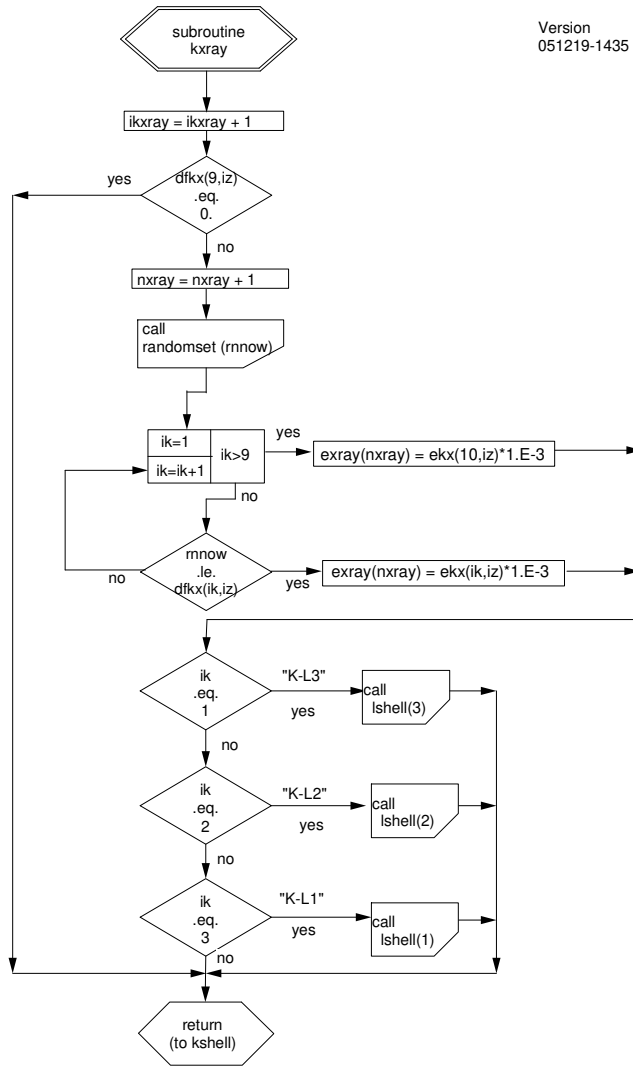 subroutine
kxray
Version
051219-1435
ikxray = ikxray + 1
yes
dfkx(9,iz)
.eq.
0.
no
nxray = nxray + 1
call
randomset (rnnow)
ik=1
ik=ik+1
ik>9
yes
exray(nxray) = ekx(10,iz)*1.E-3
no
rnnow
.le.
dfkx(ik,iz)
no
yes
exray(nxray) = ekx(ik,iz)*1.E-3
ik
.eq.
1
"K-L3"
yes
call
lshell(3)
no
ik
.eq.
2
"K-L2"
yes
call
lshell(2)
no
ik
.eq.
3
"K-L1"
yes
call
lshell(1)
no
return
(to kshell)